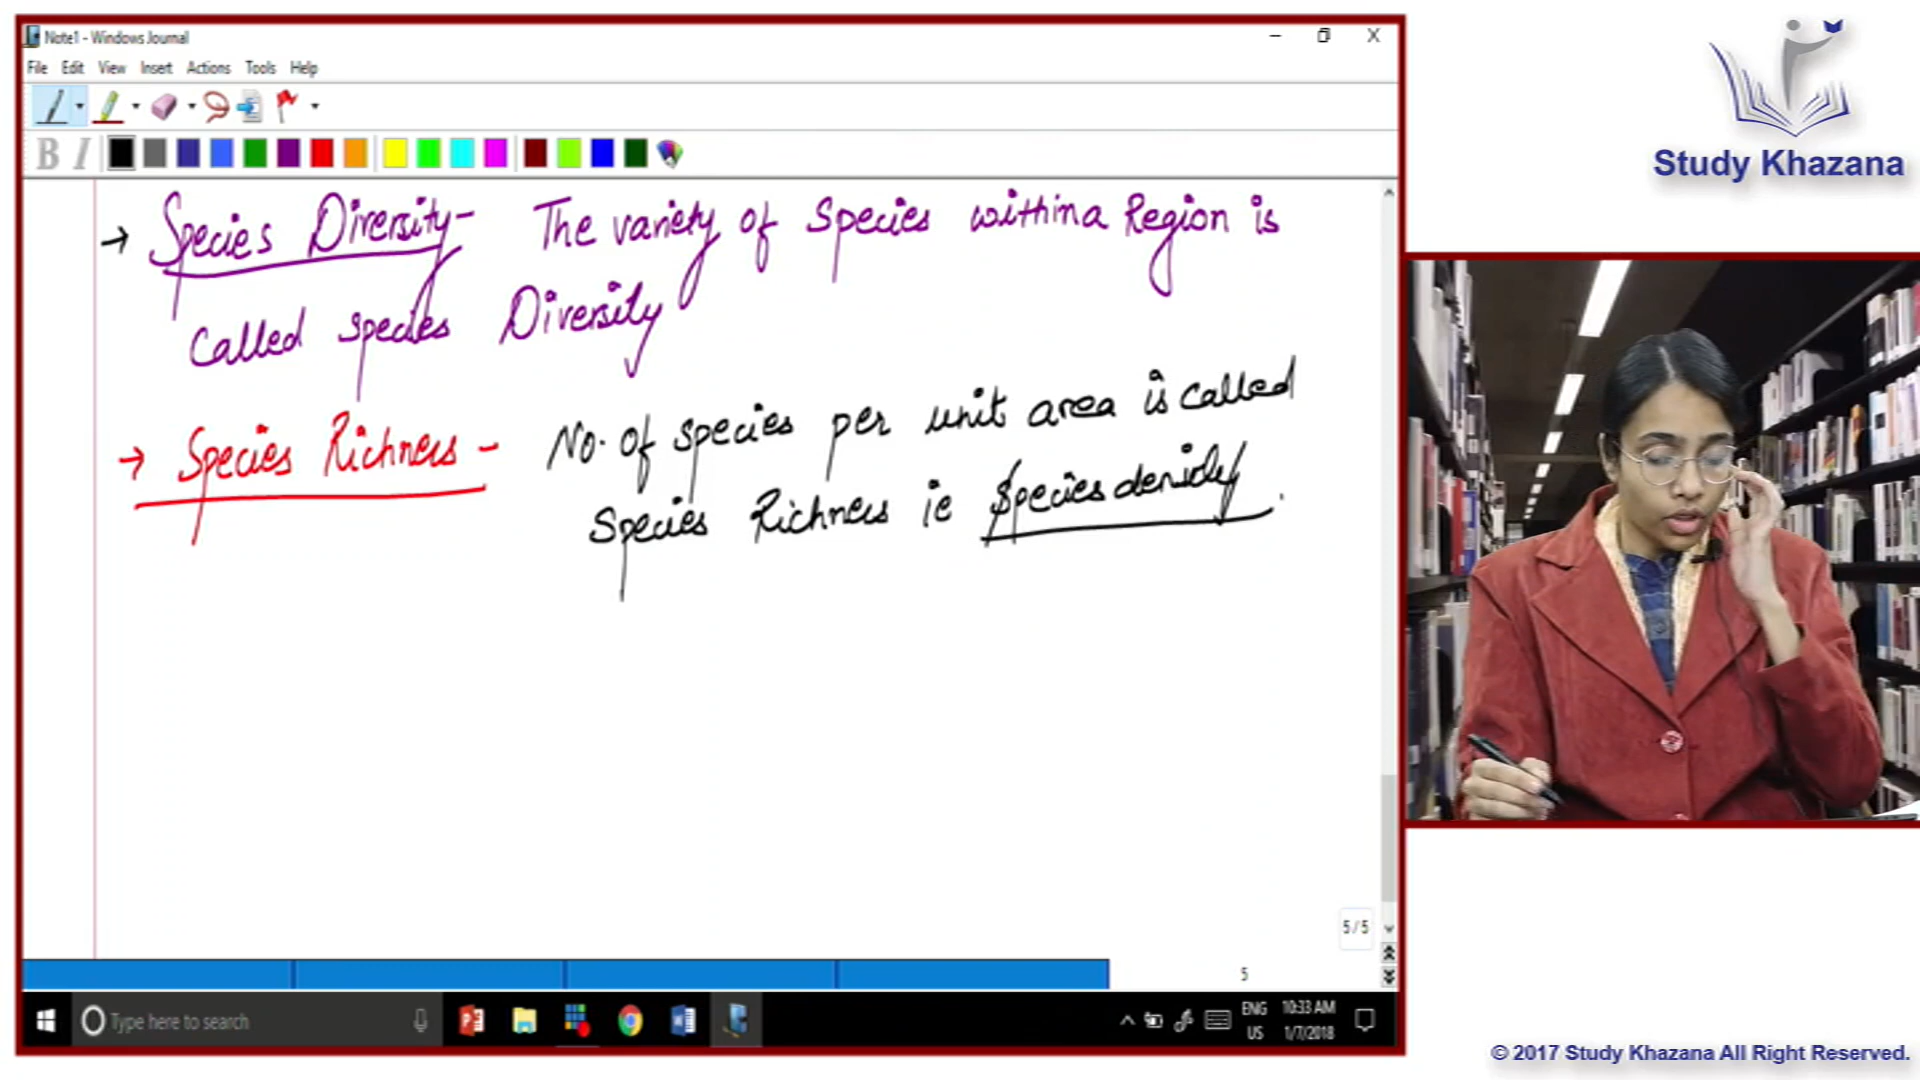 Note1 - Windows Journal
File Edit View Insert Actions Tools Help
B I
Study Khazana
→ Species Diversity - The variety of Species within a Region is
Called species Diversity
→ Species Richness - No. of species per unit area is called
Species Richness ie Species density.
5 / 5
5
Type here to search
ENG
US
10:33 AM
1/7/2018
© 2017 Study Khazana All Right Reserved.